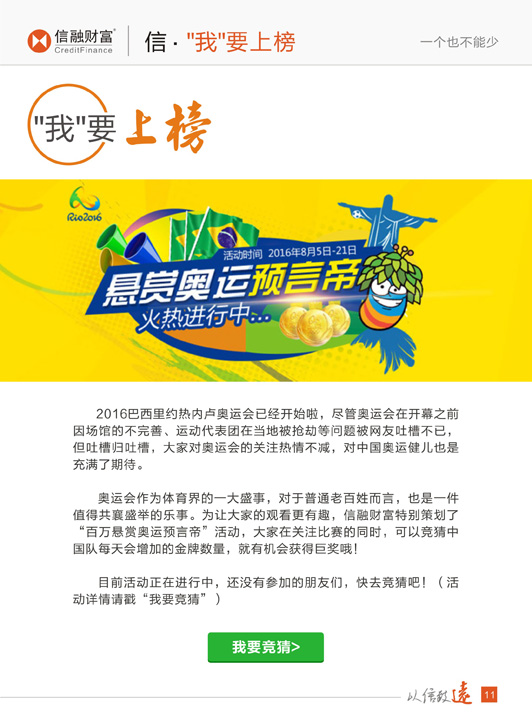 信融财富®
CreditFinance
信·"我"要上榜
一个也不能少
"我"要上榜
Rio2016
活动时间 2016年8月5日-21日
悬赏奥运预言帝
火热进行中...
2016巴西里约热内卢奥运会已经开始啦，尽管奥运会在开幕之前
因场馆的不完善、运动代表团在当地被抢劫等问题被网友吐槽不已，
但吐槽归吐槽，大家对奥运会的关注热情不减，对中国奥运健儿也是
充满了期待。
奥运会作为体育界的一大盛事，对于普通老百姓而言，也是一件
值得共襄盛举的乐事。为让大家的观看更有趣，信融财富特别策划了
“百万悬赏奥运预言帝”活动，大家在关注比赛的同时，可以竞猜中
国队每天会增加的金牌数量，就有机会获得巨奖哦！
目前活动正在进行中，还没有参加的朋友们，快去竞猜吧！（活
动详情请戳“我要竞猜”）
我要竞猜>
以信致远
11